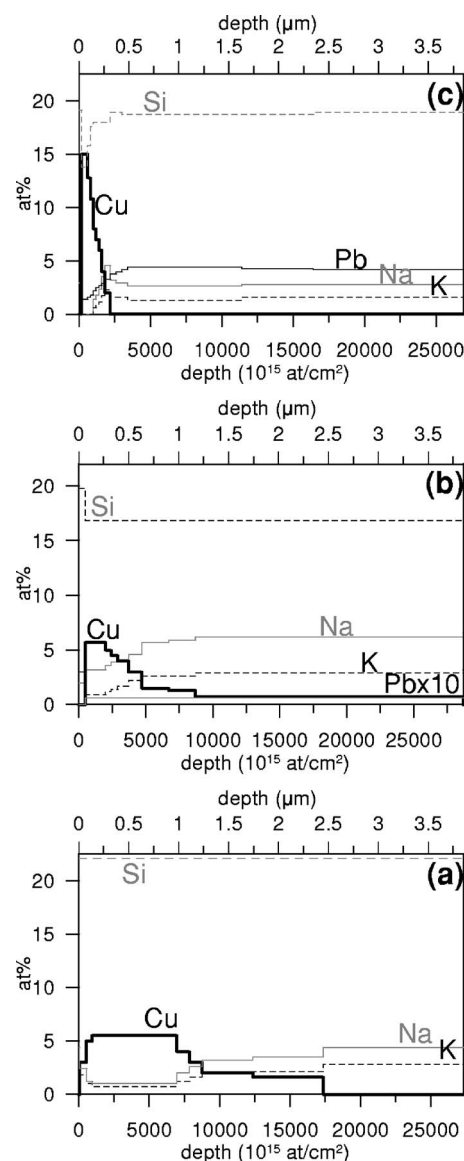 depth (µm)
0 0.5 1 1.5 2 2.5 3 3.5
(c)
Si
20
15
Cu
at%
10
5
Pb
Na
K
0
0 5000 10000 15000 20000 25000
depth (10¹⁵ at/cm²)
depth (µm)
0 0.5 1 1.5 2 2.5 3 3.5
(b)
Si
20
15
at%
10
Cu
Na
5
K
Pbx10
0
0 5000 10000 15000 20000 25000
depth (10¹⁵ at/cm²)
depth (µm)
0 0.5 1 1.5 2 2.5 3 3.5
(a)
Si
20
15
at%
10
Cu
5
Na
K
0
0 5000 10000 15000 20000 25000
depth (10¹⁵ at/cm²)